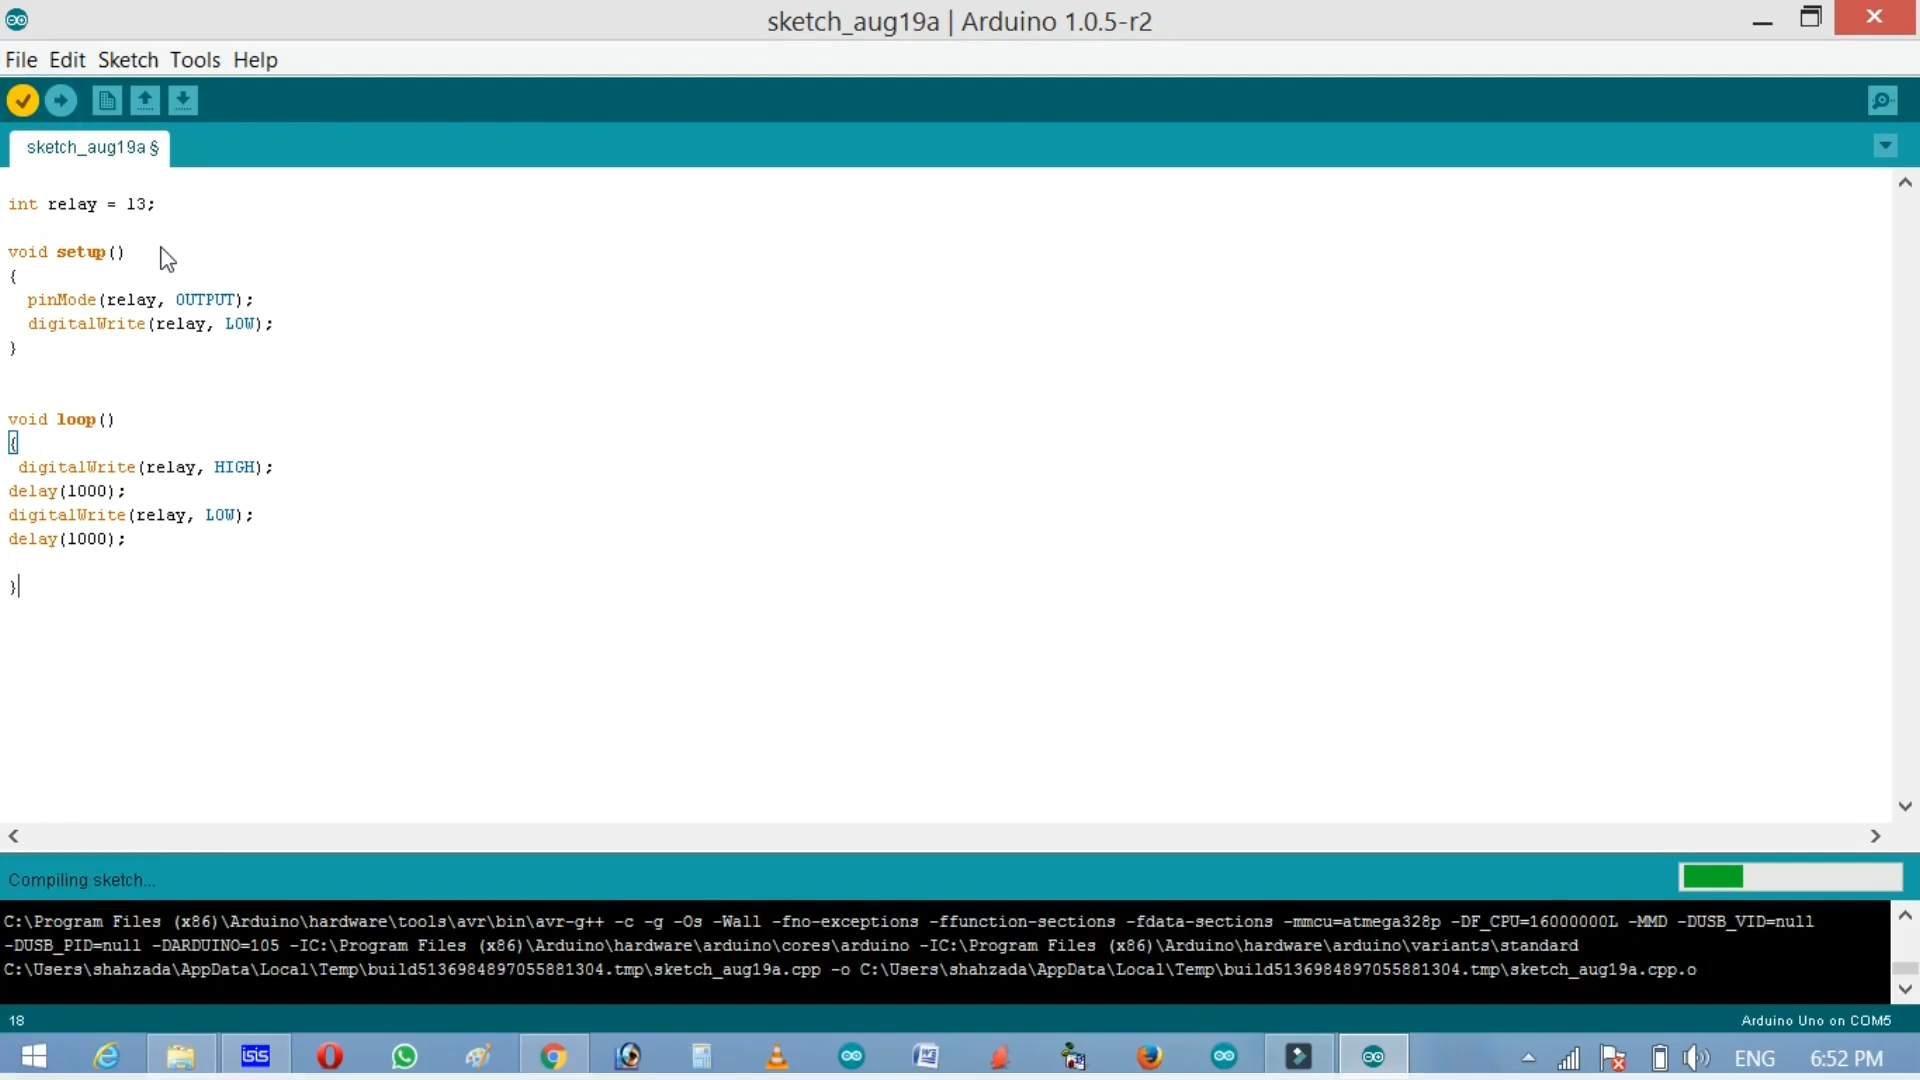 sketch_aug19a | Arduino 1.0.5-r2
File Edit Sketch Tools Help
sketch_aug19a §
int relay = 13;
void setup()
{
pinMode(relay, OUTPUT);
digitalWrite(relay, LOW);
}
void loop()
{
digitalWrite(relay, HIGH);
delay(1000);
digitalWrite(relay, LOW);
delay(1000);
}
Compiling sketch...
C:\Program Files (x86)\Arduino\hardware\tools\avr\bin\avr-g++ -c -g -Os -Wall -fno-exceptions -ffunction-sections -fdata-sections -mmcu=atmega328p -DF_CPU=16000000L -MMD -DUSB_VID=null
-DUSB_PID=null -DARDUINO=105 -IC:\Program Files (x86)\Arduino\hardware\arduino\cores\arduino -IC:\Program Files (x86)\Arduino\hardware\arduino\variants\standard
C:\Users\shahzada\AppData\Local\Temp\build5136984897055881304.tmp\sketch_aug19a.cpp -o C:\Users\shahzada\AppData\Local\Temp\build5136984897055881304.tmp\sketch_aug19a.cpp.o
18
Arduino Uno on COM5
isis
ENG
6:52 PM